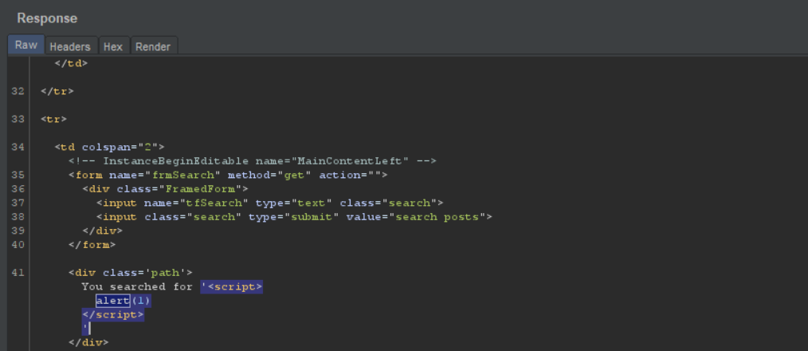 Response
Raw Headers Hex Render
</td>
32 </tr>
33 <tr>
34 <td colspan="2">
<!-- InstanceBeginEditable name="MainContentLeft" -->
35 <form name="frmSearch" method="get" action="">
36 <div class="FramedForm">
37 <input name="tfSearch" type="text" class="search">
38 <input class="search" type="submit" value="search posts">
39 </div>
40 </form>
41 <div class='path'>
You searched for '<script>
alert(1)
</script>
'
</div>